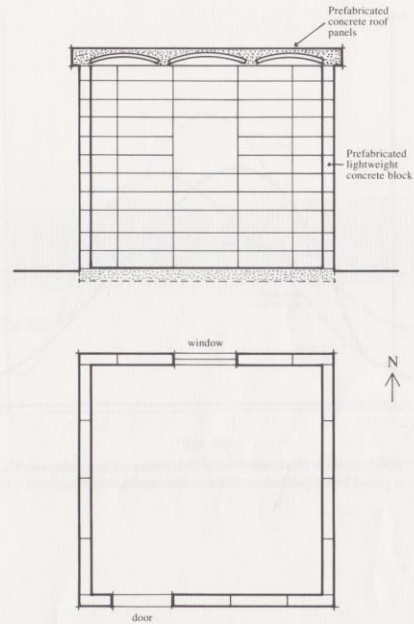 Prefabricated
concrete roof
panels
Prefabricated
lightweight
concrete block
window
N
door